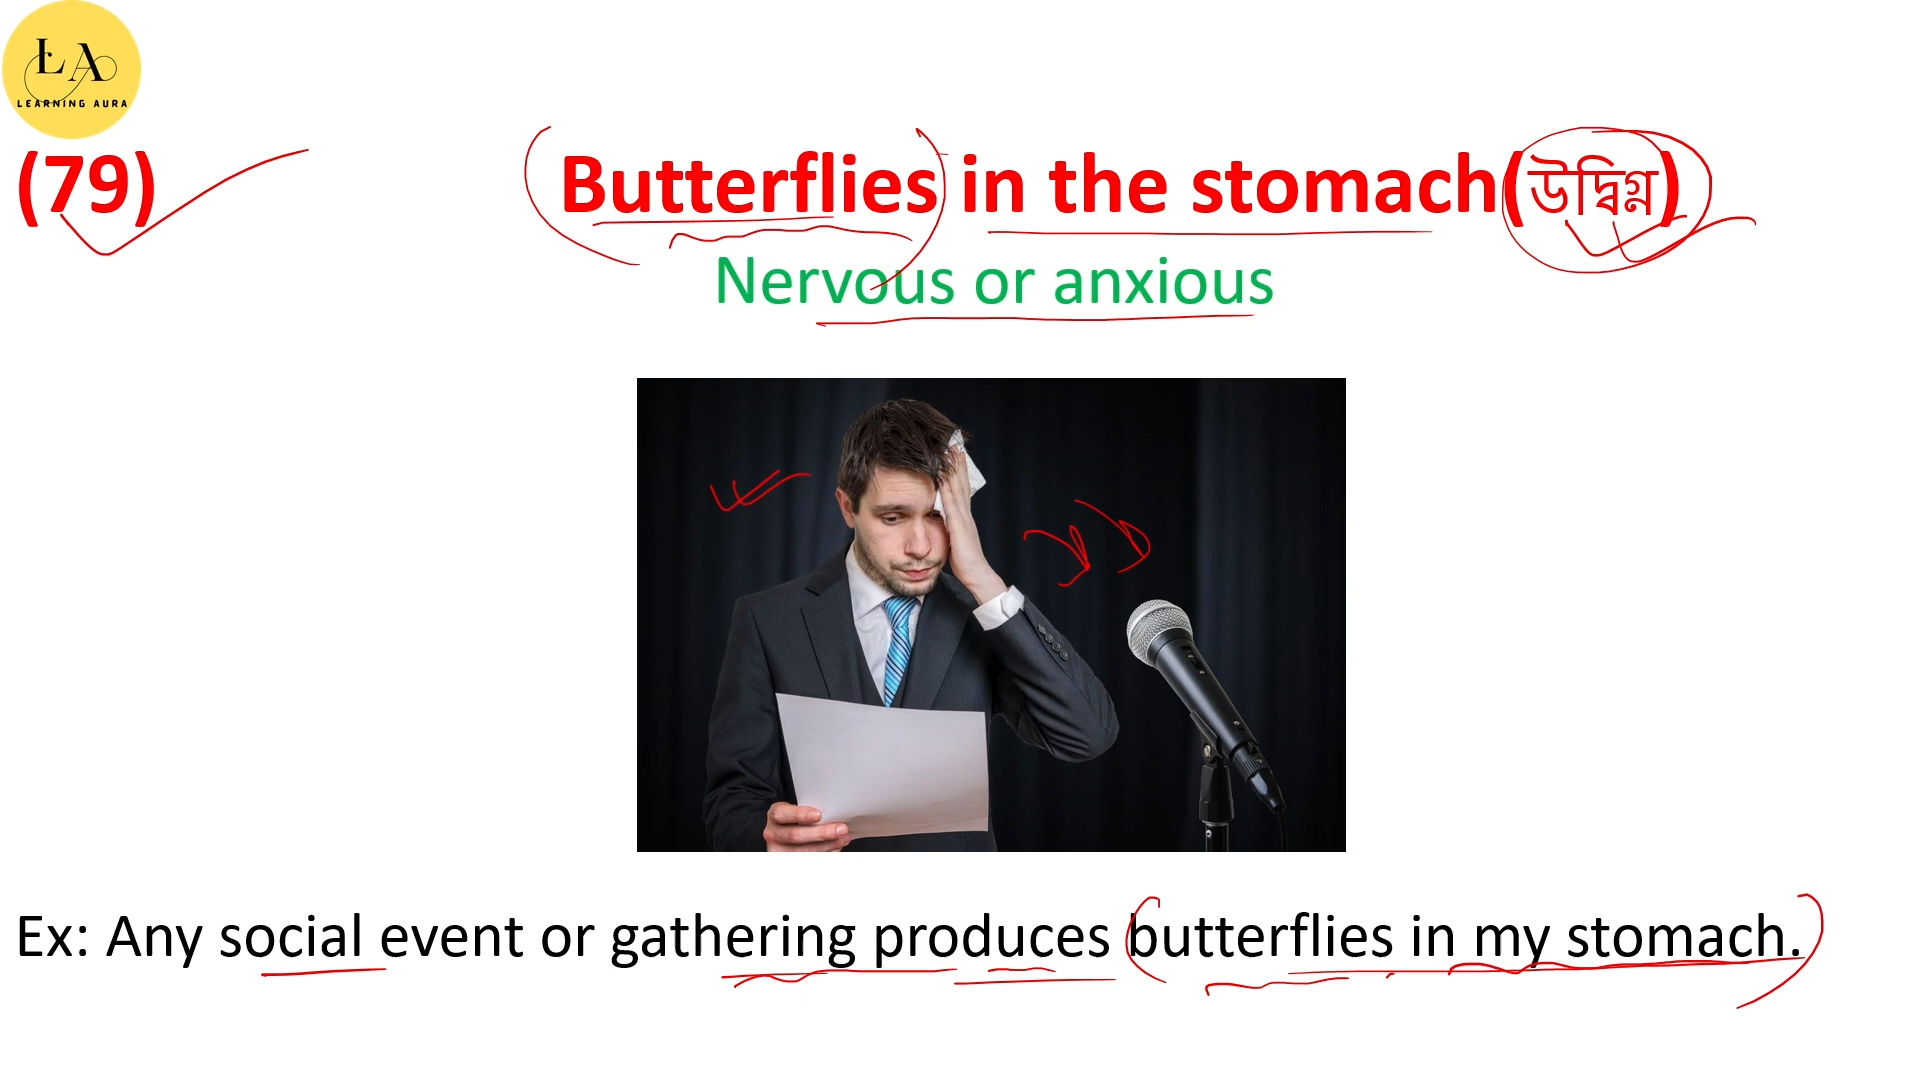 LA
LEARNING AURA
(79) Butterflies in the stomach(উদ্বিগ্ন)
Nervous or anxious
Ex: Any social event or gathering produces butterflies in my stomach.